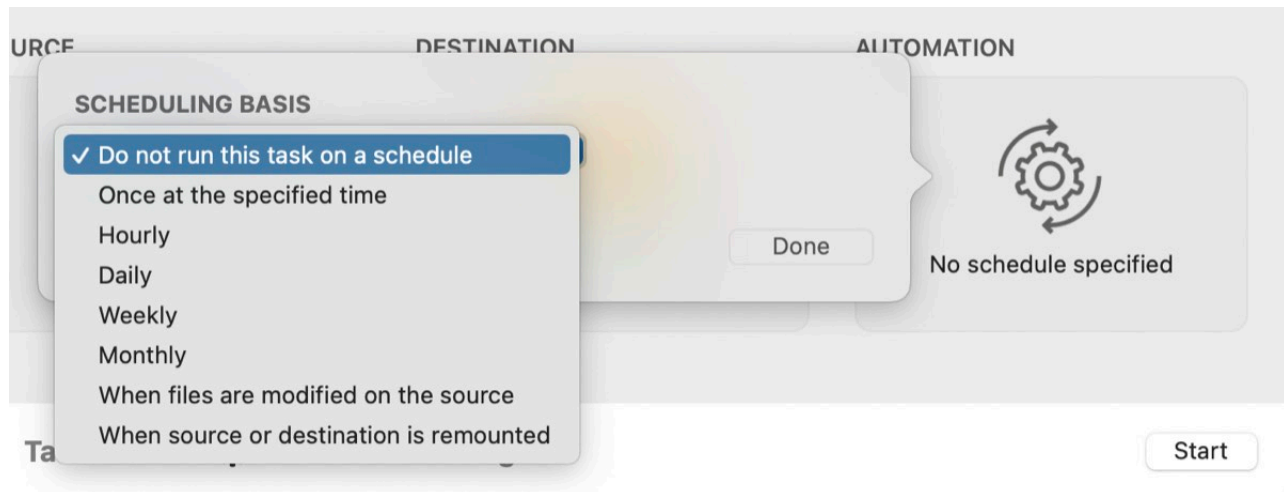 DESTINATION
AUTOMATION
SCHEDULING BASIS
✓ Do not run this task on a schedule
Once at the specified time
Hourly
Daily
Weekly
Monthly
When files are modified on the source
When source or destination is remounted
Done
No schedule specified
Start